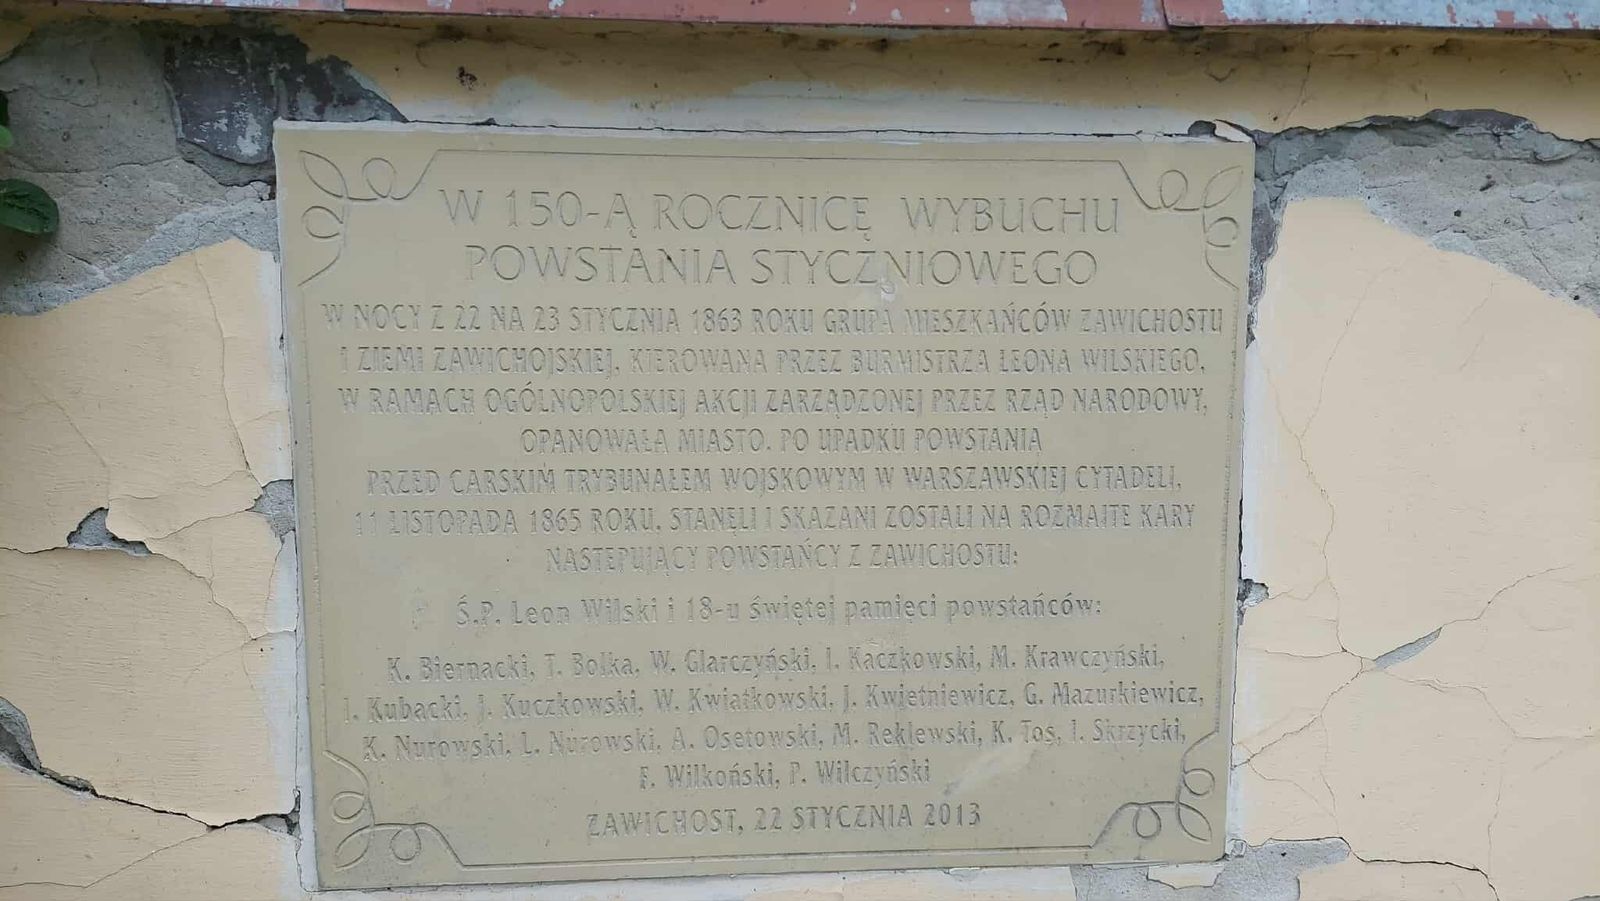 W 150-Ą ROCZNICĘ WYBUCHU
POWSTANIA STYCZNIOWEGO
W NOCY Z 22 NA 23 STYCZNIA 1863 ROKU GRUPA MIESZKAŃCÓW ZAWICHOSTU
I ZIEMI ZAWICHOJSKIEJ, KIEROWANA PRZEZ BURMISTRZA LEONA WILSKIEGO,
W RAMACH OGÓLNOPOLSKIEJ AKCJI ZARZĄDZONEJ PRZEZ RZĄD NARODOWY,
OPANOWAŁA MIASTO. PO UPADKU POWSTANIA
PRZED CARSKIM TRYBUNAŁEM WOJSKOWYM W WARSZAWSKIEJ CYTADELI,
11 LISTOPADA 1865 ROKU. STANĘLI I SKAZANI ZOSTALI NA ROZMAITE KARY
NASTĘPUJĄCY POWSTAŃCY Z ZAWICHOSTU:
Ś.P. Leon Wilski i 18-u świętej pamięci powstańców:
K. Biernacki, T. Bolka, W. Glarczyński, I. Kaczkowski, M. Krawczyński,
I. Kubacki, J. Kuczkowski, W. Kwiatkowski, J. Kwietniewicz, G. Mazurkiewicz,
K. Nurowski, L. Nurowski, A. Osetowski, M. Reklewski, K. Toś, I. Skrzycki,
F. Wilkoński, P. Wilczyński
ZAWICHOST, 22 STYCZNIA 2013